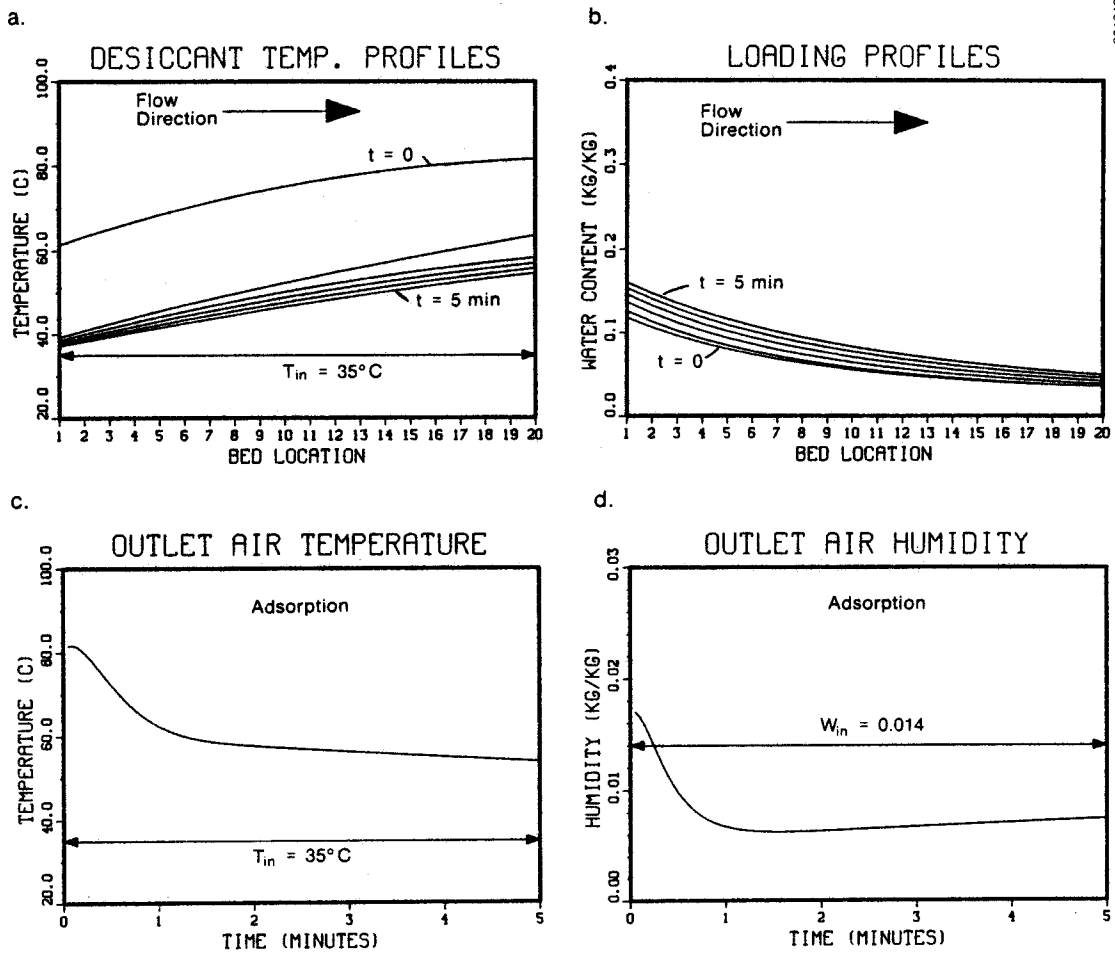 a.
DESICCANT TEMP. PROFILES
100.0
80.0
60.0
40.0
20.0
TEMPERATURE (C)
Flow
Direction
t = 0
t = 5 min
Tin = 35°C
1 2 3 4 5 6 7 8 9 10 11 12 13 14 15 16 17 18 19 20
BED LOCATION
b.
LOADING PROFILES
0.4
0.3
0.2
0.1
0.0
WATER CONTENT (KG/KG)
Flow
Direction
t = 5 min
t = 0
1 2 3 4 5 6 7 8 9 10 11 12 13 14 15 16 17 18 19 20
BED LOCATION
c.
OUTLET AIR TEMPERATURE
100.0
80.0
60.0
40.0
20.0
TEMPERATURE (C)
Adsorption
Tin = 35°C
0 1 2 3 4 5
TIME (MINUTES)
d.
OUTLET AIR HUMIDITY
0.03
0.02
0.01
0.00
HUMIDITY (KG/KG)
Adsorption
Win = 0.014
0 1 2 3 4 5
TIME (MINUTES)